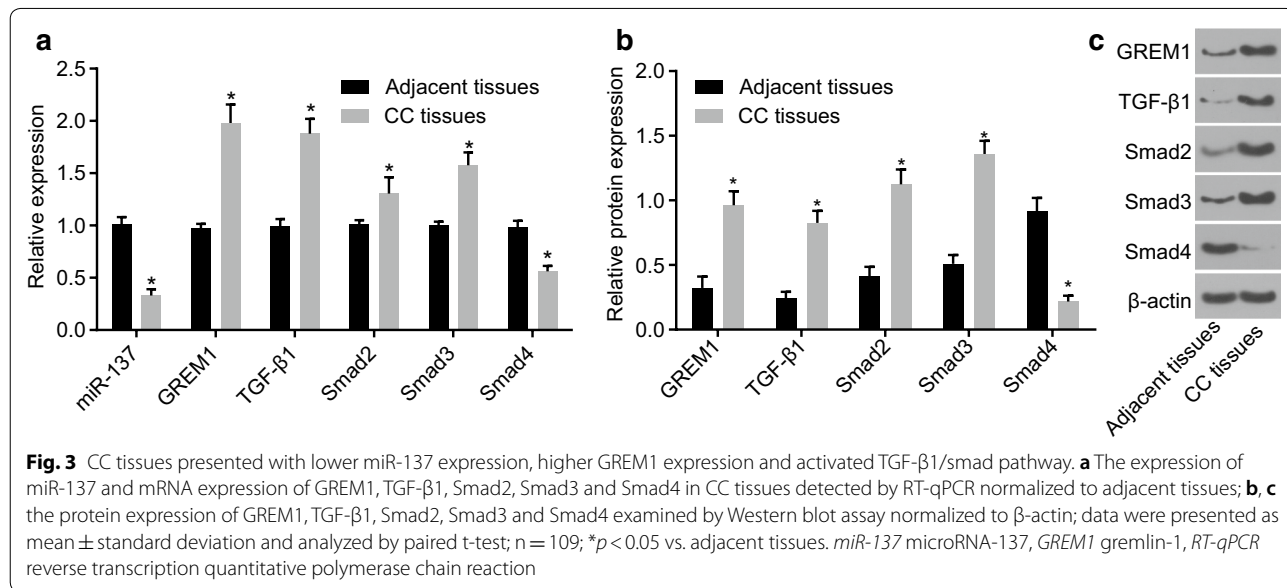 a
Relative expression
2.5
2.0
1.5
1.0
0.5
0.0
Adjacent tissues
CC tissues
* * * * * *
miR-137 GREM1 TGF-β1 Smad2 Smad3 Smad4
b
Relative protein expression
2.0
1.5
1.0
0.5
0.0
Adjacent tissues
CC tissues
* * * * *
GREM1 TGF-β1 Smad2 Smad3 Smad4
c
GREM1
TGF-β1
Smad2
Smad3
Smad4
β-actin
Adjacent tissues
CC tissues
Fig. 3 CC tissues presented with lower miR-137 expression, higher GREM1 expression and activated TGF-β1/smad pathway. a The expression of
miR-137 and mRNA expression of GREM1, TGF-β1, Smad2, Smad3 and Smad4 in CC tissues detected by RT-qPCR normalized to adjacent tissues; b, c
the protein expression of GREM1, TGF-β1, Smad2, Smad3 and Smad4 examined by Western blot assay normalized to β-actin; data were presented as
mean ± standard deviation and analyzed by paired t-test; n = 109; *p < 0.05 vs. adjacent tissues. miR-137 microRNA-137, GREM1 gremlin-1, RT-qPCR
reverse transcription quantitative polymerase chain reaction